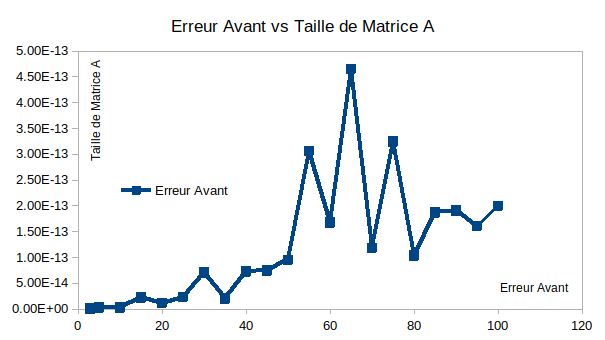 Erreur Avant vs Taille de Matrice A
5.00E-13
4.50E-13
4.00E-13
3.50E-13
3.00E-13
2.50E-13
2.00E-13
1.50E-13
1.00E-13
5.00E-14
0.00E+00
Taille de Matrice A
Erreur Avant
Erreur Avant
0 20 40 60 80 100 120